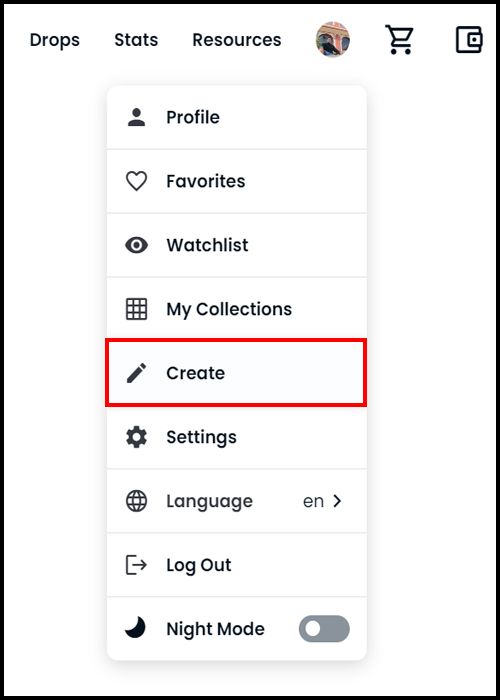 Drops Stats Resources
Profile
Favorites
Watchlist
My Collections
Create
Settings
Language en
Log Out
Night Mode